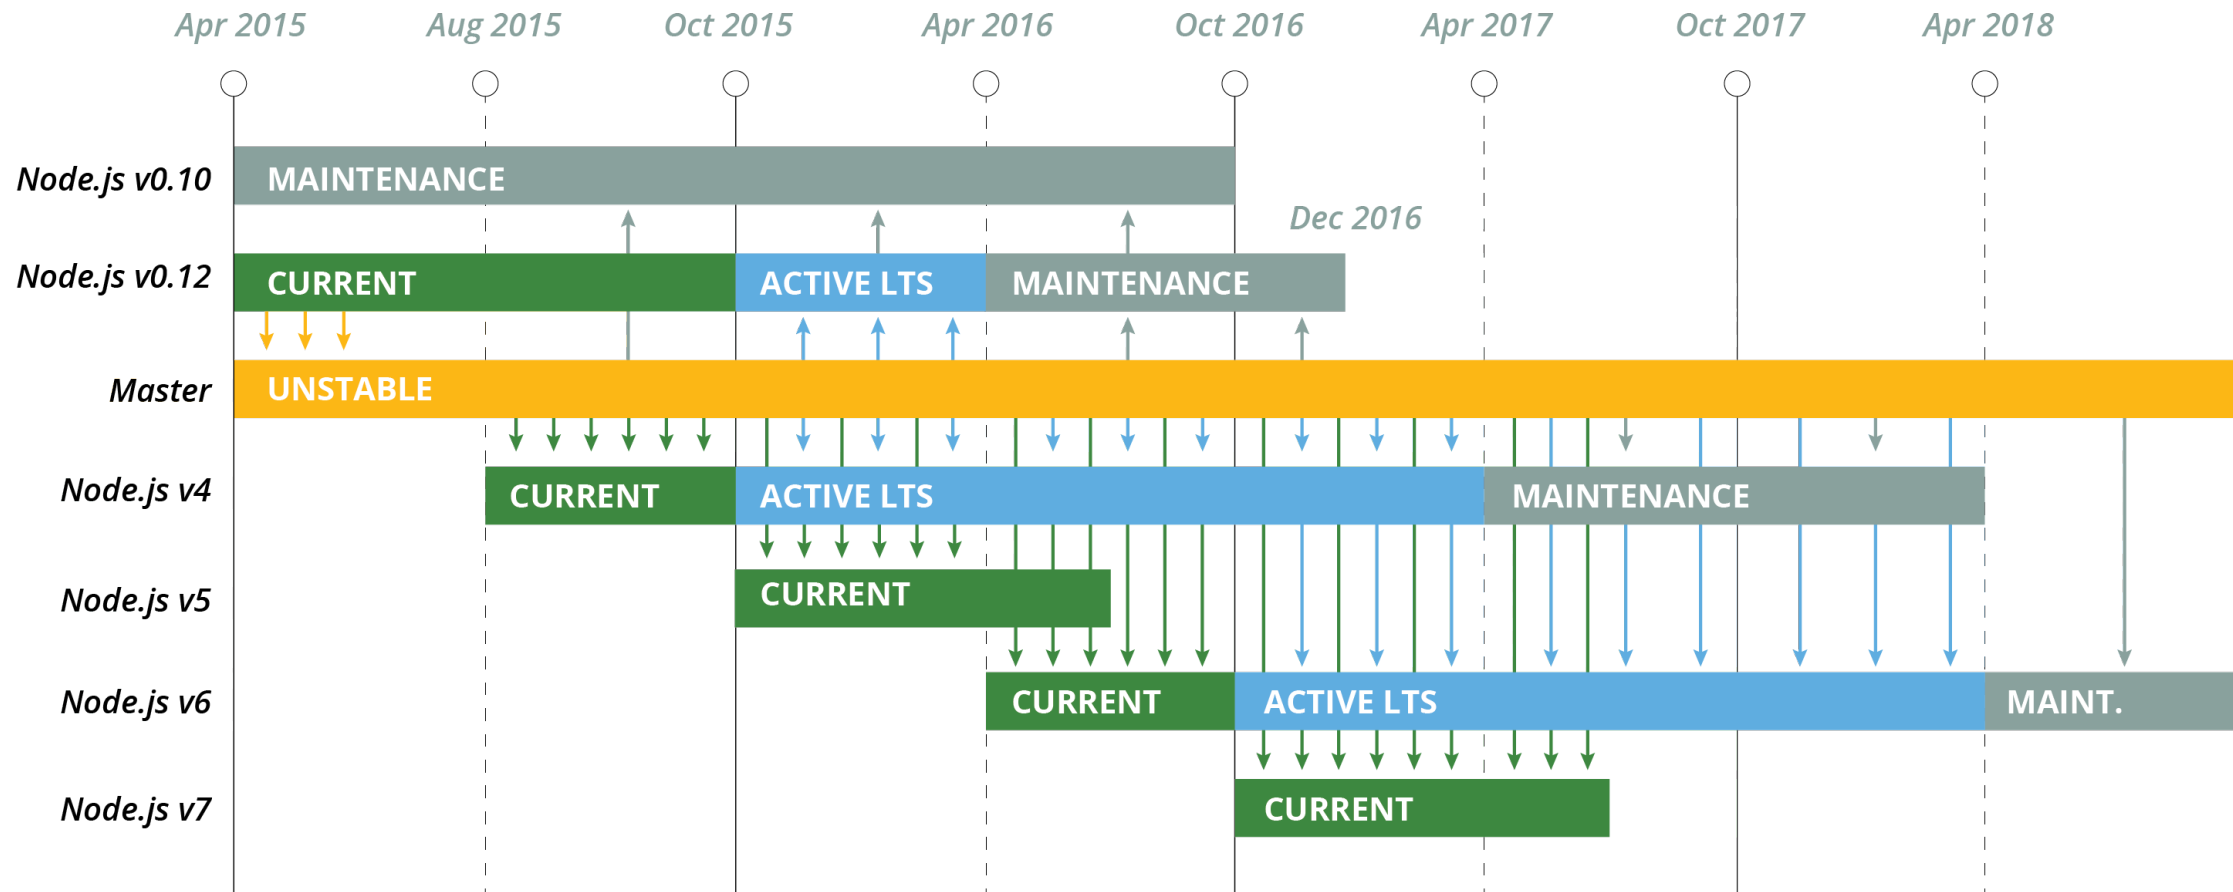 Apr 2015 Aug 2015 Oct 2015 Apr 2016 Oct 2016 Apr 2017 Oct 2017 Apr 2018
Node.js v0.10 MAINTENANCE
Dec 2016
Node.js v0.12 CURRENT ACTIVE LTS MAINTENANCE
Master UNSTABLE
Node.js v4 CURRENT ACTIVE LTS MAINTENANCE
Node.js v5 CURRENT
Node.js v6 CURRENT ACTIVE LTS MAINT.
Node.js v7 CURRENT